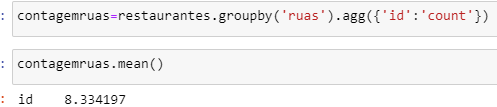 : contagemruas=restaurantes.groupby('ruas').agg({'id':'count'})
: contagemruas.mean()
: id    8.334197